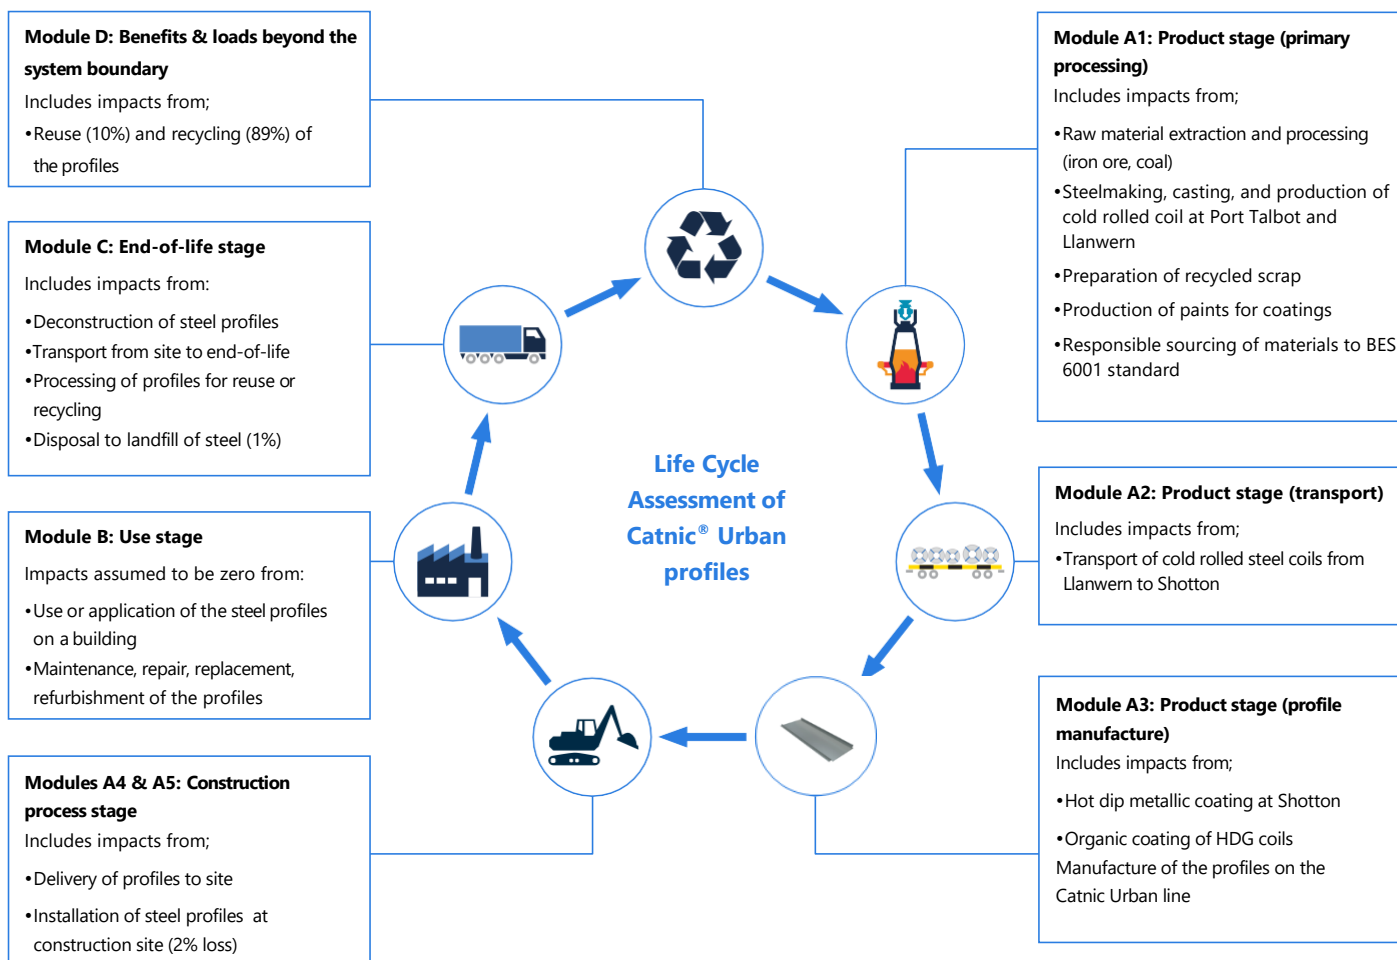 Module D: Benefits & loads beyond the
system boundary
Includes impacts from;
•Reuse (10%) and recycling (89%) of
the profiles
Module C: End-of-life stage
Includes impacts from:
•Deconstruction of steel profiles
•Transport from site to end-of-life
•Processing of profiles for reuse or
recycling
•Disposal to landfill of steel (1%)
Module B: Use stage
Impacts assumed to be zero from:
•Use or application of the steel profiles
on a building
•Maintenance, repair, replacement,
refurbishment of the profiles
Modules A4 & A5: Construction
process stage
Includes impacts from;
•Delivery of profiles to site
•Installation of steel profiles at
construction site (2% loss)
Life Cycle
Assessment of
Catnic® Urban
profiles
Module A1: Product stage (primary
processing)
Includes impacts from;
•Raw material extraction and processing
(iron ore, coal)
•Steelmaking, casting, and production of
cold rolled coil at Port Talbot and
Llanwern
•Preparation of recycled scrap
•Production of paints for coatings
•Responsible sourcing of materials to BES
6001 standard
Module A2: Product stage (transport)
Includes impacts from;
•Transport of cold rolled steel coils from
Llanwern to Shotton
Module A3: Product stage (profile
manufacture)
Includes impacts from;
•Hot dip metallic coating at Shotton
•Organic coating of HDG coils
Manufacture of the profiles on the
Catnic Urban line